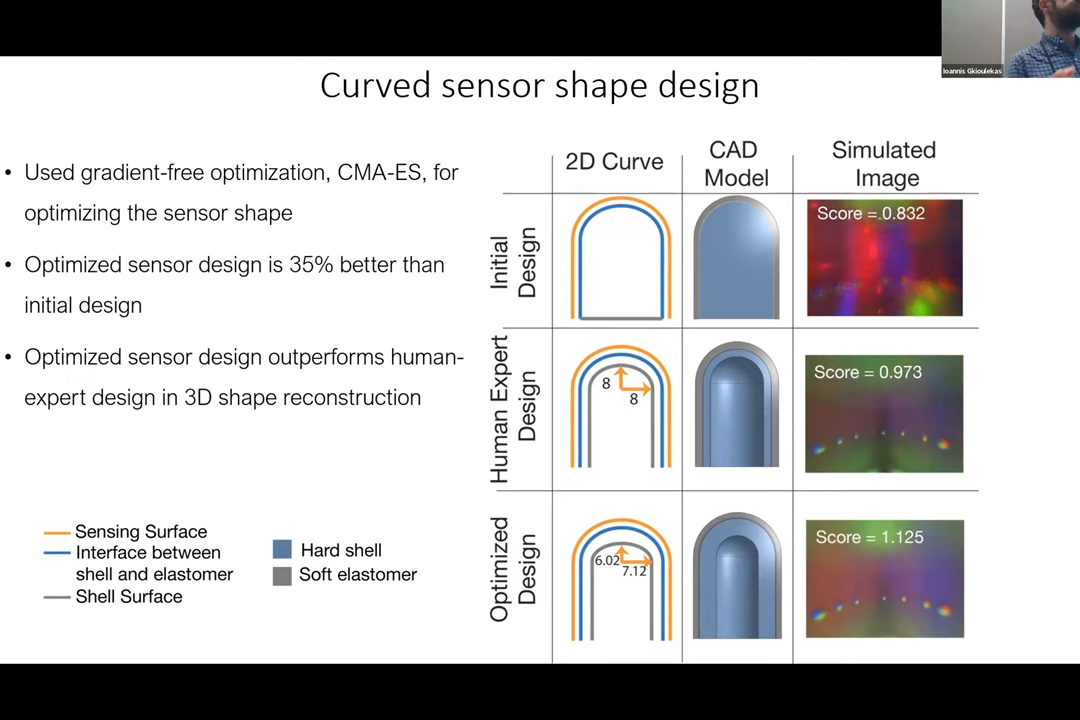 Ioannis Gkioulekas
Curved sensor shape design
• Used gradient-free optimization, CMA-ES, for
optimizing the sensor shape
• Optimized sensor design is 35% better than
initial design
• Optimized sensor design outperforms human-
expert design in 3D shape reconstruction
Sensing Surface
Interface between
shell and elastomer
Shell Surface
Hard shell
Soft elastomer
2D Curve
CAD
Model
Simulated
Image
Initial
Design
Score = 0.832
Human Expert
Design
8
8
Score = 0.973
Optimized
Design
6.02
7.12
Score = 1.125